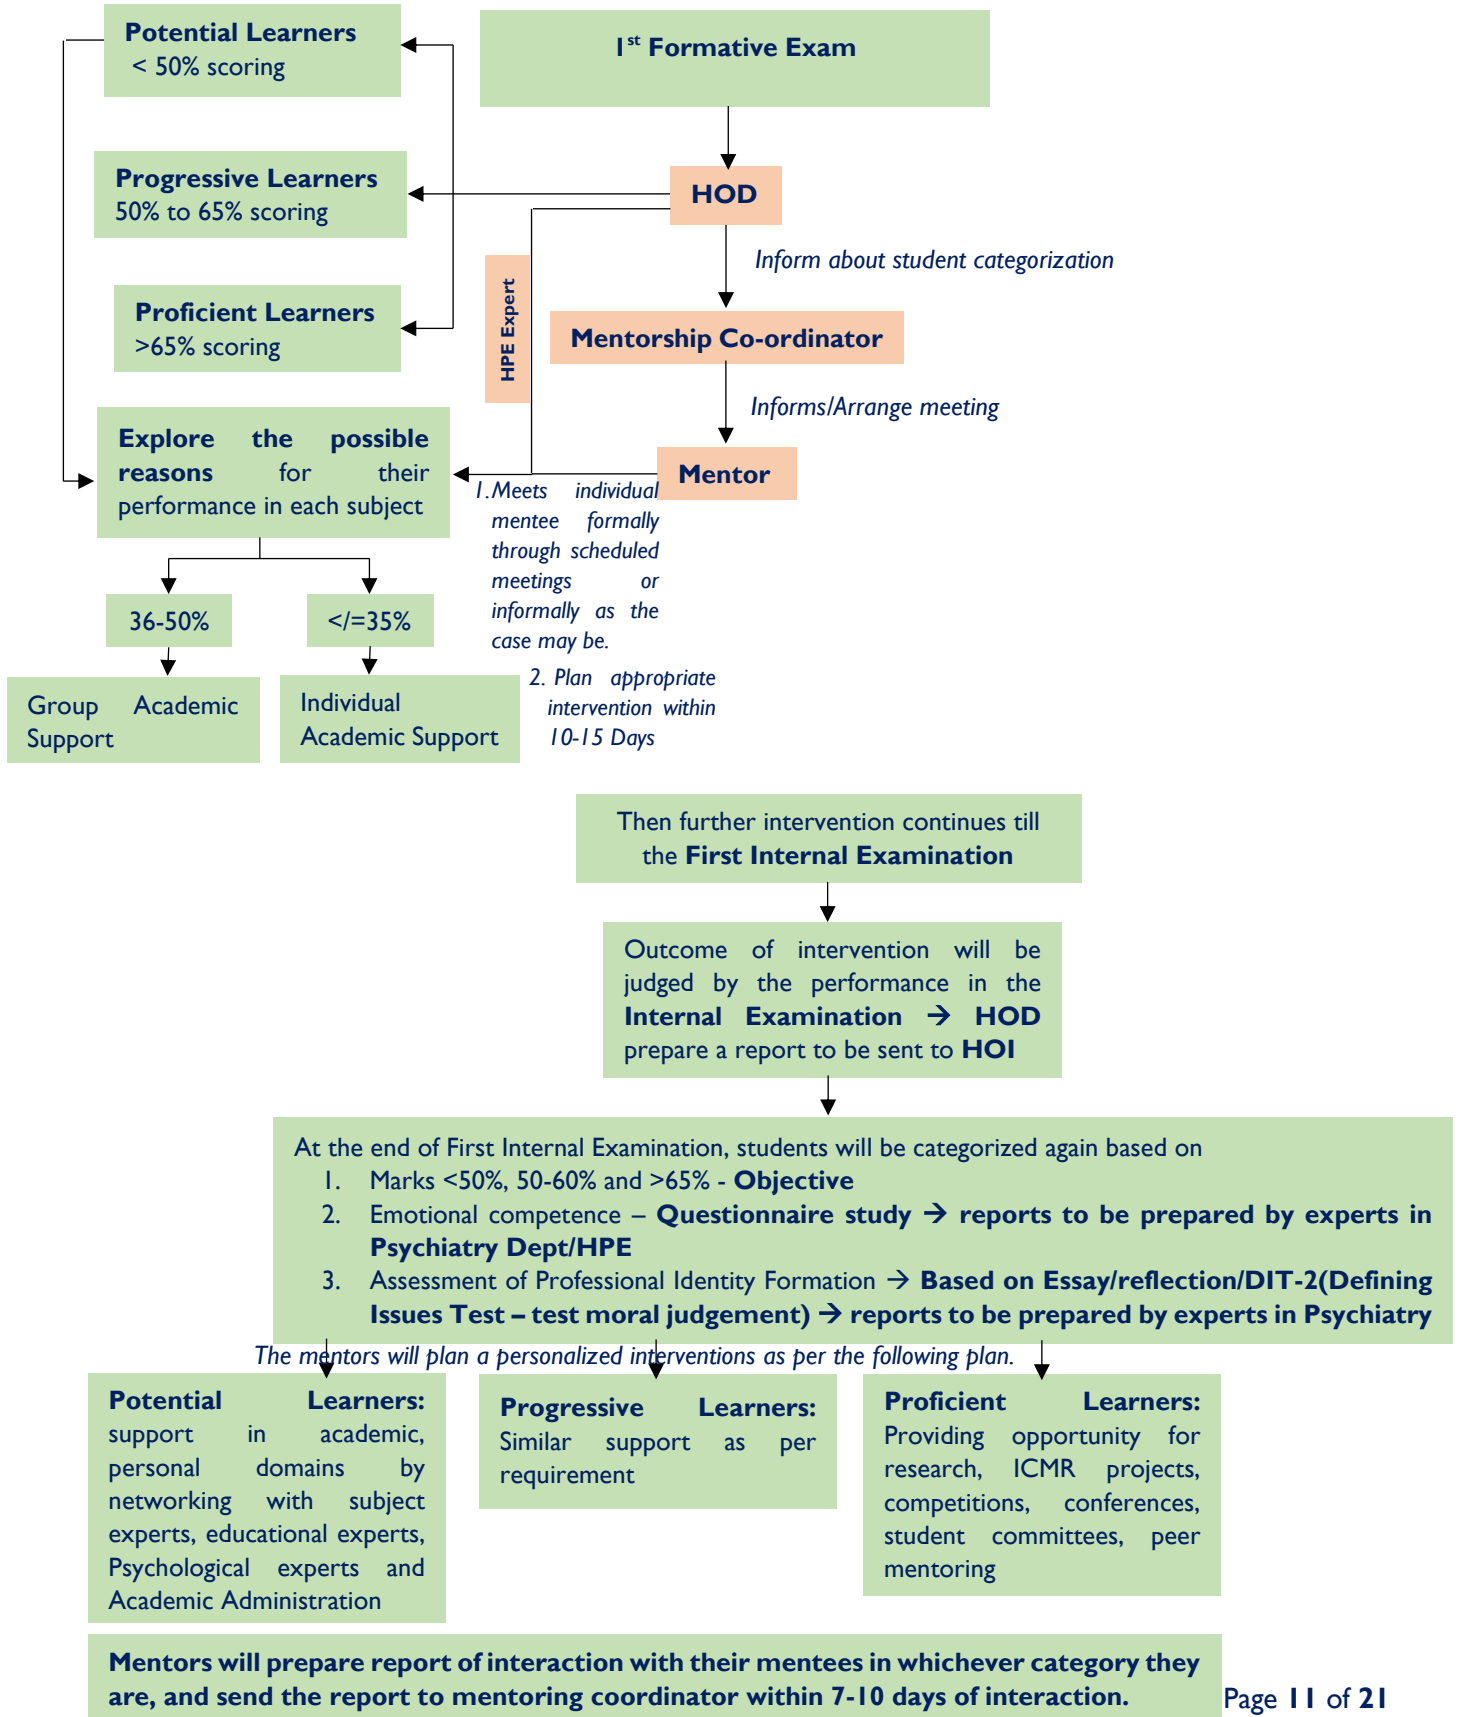 Potential Learners
< 50% scoring
1st Formative Exam
Progressive Learners
50% to 65% scoring
HOD
Inform about student categorization
Proficient Learners
>65% scoring
HPE Expert
Mentorship Co-ordinator
Informs/Arrange meeting
Explore the possible
reasons for their
performance in each subject
Mentor
1. Meets individual
mentee formally
through scheduled
meetings or
informally as the
case may be.
2. Plan appropriate
intervention within
10-15 Days
36-50%
</=35%
Group Academic
Support
Individual
Academic Support
Then further intervention continues till
the First Internal Examination
Outcome of intervention will be
judged by the performance in the
Internal Examination → HOD
prepare a report to be sent to HOI
At the end of First Internal Examination, students will be categorized again based on
1. Marks <50%, 50-60% and >65% - Objective
2. Emotional competence – Questionnaire study → reports to be prepared by experts in
Psychiatry Dept/HPE
3. Assessment of Professional Identity Formation → Based on Essay/reflection/DIT-2(Defining
Issues Test – test moral judgement) → reports to be prepared by experts in Psychiatry
The mentors will plan a personalized interventions as per the following plan.
Potential Learners:
support in academic,
personal domains by
networking with subject
experts, educational experts,
Psychological experts and
Academic Administration
Progressive Learners:
Similar support as per
requirement
Proficient Learners:
Providing opportunity for
research, ICMR projects,
competitions, conferences,
student committees, peer
mentoring
Mentors will prepare report of interaction with their mentees in whichever category they
are, and send the report to mentoring coordinator within 7-10 days of interaction.
Page 11 of 21